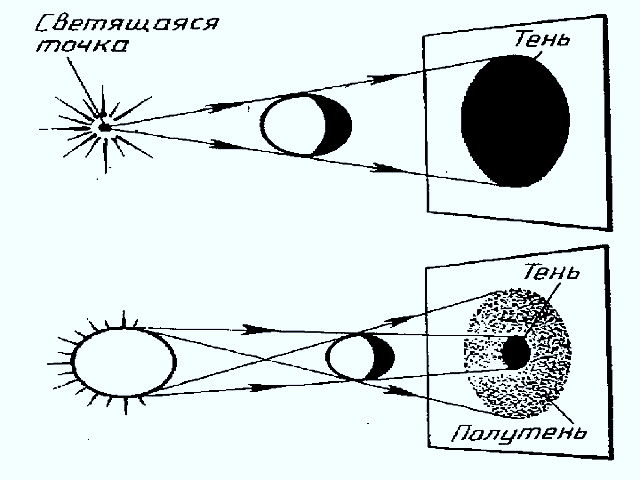 Светящаяся
точка
Тень
Тень
Полутень